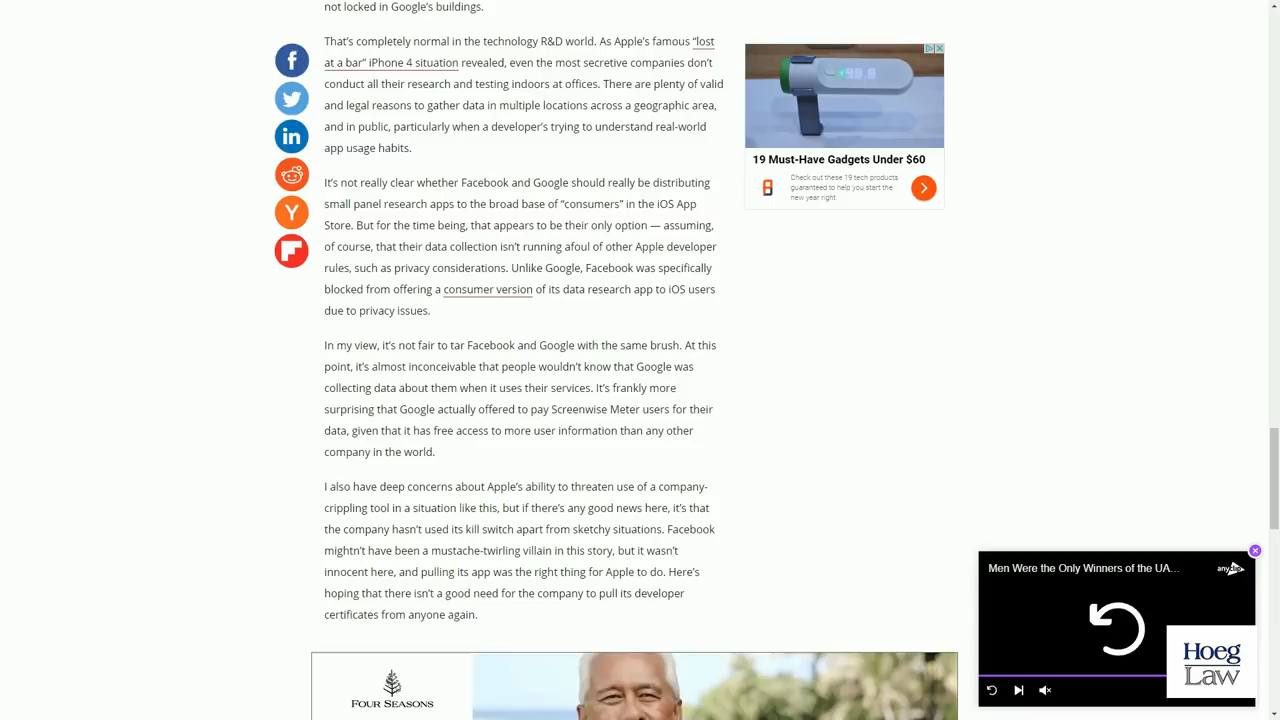 not locked in Google's buildings.
That's completely normal in the technology R&D world. As Apple's famous “lost
at a bar” iPhone 4 situation revealed, even the most secretive companies don't
conduct all their research and testing indoors at offices. There are plenty of valid
and legal reasons to gather data in multiple locations across a geographic area,
and in public, particularly when a developer's trying to understand real-world
app usage habits.
It's not really clear whether Facebook and Google should really be distributing
small panel research apps to the broad base of “consumers” in the iOS App
Store. But for the time being, that appears to be their only option — assuming,
of course, that their data collection isn't running afoul of other Apple developer
rules, such as privacy considerations. Unlike Google, Facebook was specifically
blocked from offering a consumer version of its data research app to iOS users
due to privacy issues.
In my view, it's not fair to tar Facebook and Google with the same brush. At this
point, it's almost inconceivable that people wouldn't know that Google was
collecting data about them when it uses their services. It's frankly more
surprising that Google actually offered to pay Screenwise Meter users for their
data, given that it has free access to more user information than any other
company in the world.
I also have deep concerns about Apple's ability to threaten use of a company-
crippling tool in a situation like this, but if there's any good news here, it's that
the company hasn't used its kill switch apart from sketchy situations. Facebook
mightn't have been a mustache-twirling villain in this story, but it wasn't
innocent here, and pulling its app was the right thing for Apple to do. Here's
hoping that there isn't a good need for the company to pull its developer
certificates from anyone again.
19 Must-Have Gadgets Under $60
Check out these 19 tech products
guaranteed to help you start the
new year right
Men Were the Only Winners of the UA...
anyclip
Hoeg
Law
FOUR SEASONS